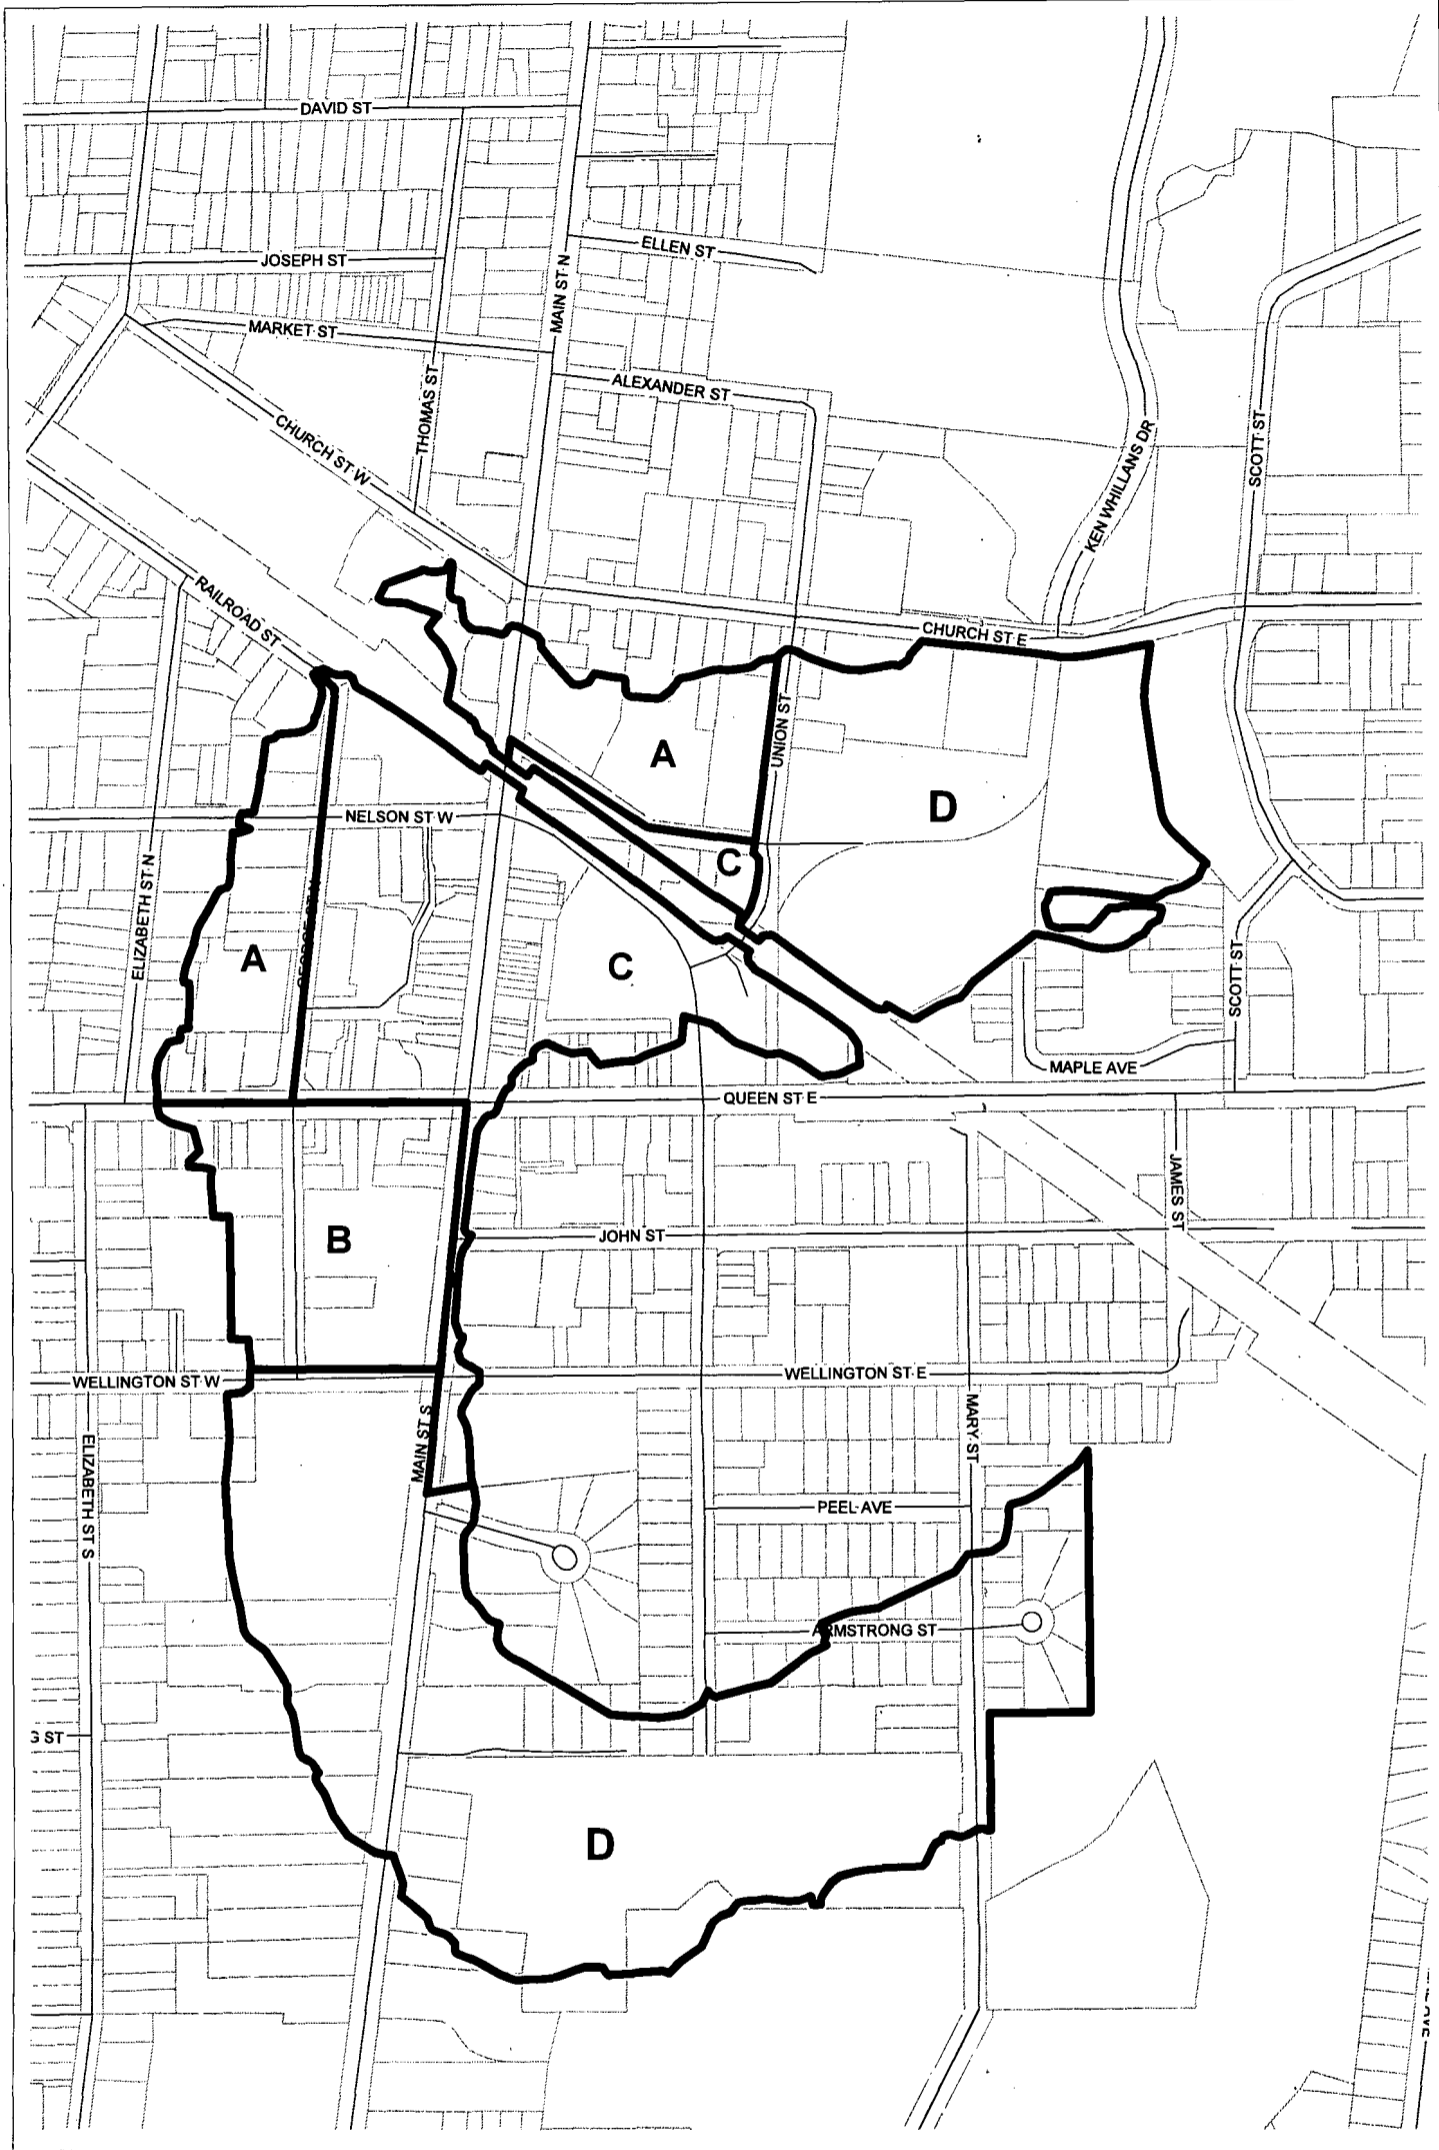 DAVID ST
ELLEN ST
JOSEPH ST
MAIN ST N
MARKET ST
ALEXANDER ST
THOMAS ST
CHURCH ST W
KEN WHILLANS DR
SCOTT ST
RAILROAD ST
CHURCH ST E
UNION ST
A
D
NELSON ST W
C
ELIZABETH ST N
A
C
SCOTT ST
MAPLE AVE
QUEEN ST E
JAMES ST
B
JOHN ST
WELLINGTON ST W
WELLINGTON ST E
MAIN ST S
MARY ST
ELIZABETH ST S
PEEL AVE
ARMSTRONG ST
G ST
D